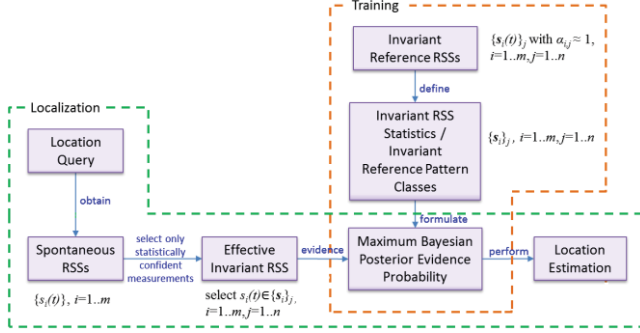 Training
Invariant
Reference RSSs
{s_i(t)}_j with α_{i,j} ≈ 1,
i=1..m, j=1..n
define
Localization
Invariant RSS
Statistics /
Invariant
Reference Pattern
Classes
{s_i}_j , i=1..m, j=1..n
Location
Query
obtain
formulate
Spontaneous
RSSs
select only
statistically
confident
measurements
Effective
Invariant RSS
evidence
Maximum Bayesian
Posterior Evidence
Probability
perform
Location
Estimation
{s_i(t)}, i=1..m
select s_i(t)∈{s_i}_j ,
i=1..m, j=1..n